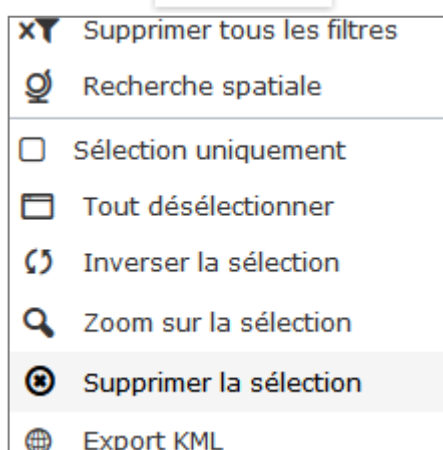 Supprimer tous les filtres
Recherche spatiale
Sélection uniquement
Tout désélectionner
Inverser la sélection
Zoom sur la sélection
Supprimer la sélection
Export KML